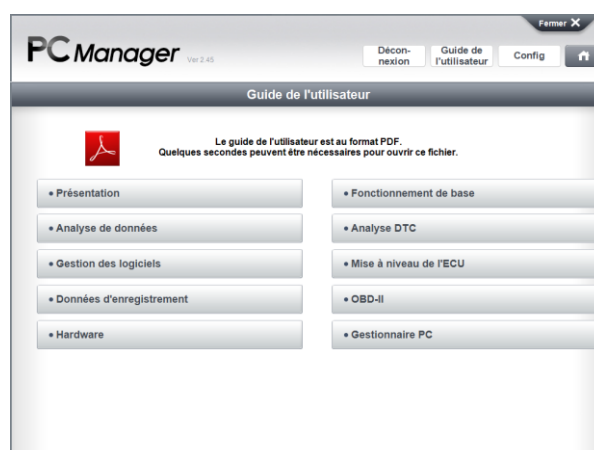 Fermer X
PC Manager Ver 2.45
Décon-
nexion
Guide de
l'utilisateur
Config
Guide de l'utilisateur
Le guide de l'utilisateur est au format PDF.
Quelques secondes peuvent être nécessaires pour ouvrir ce fichier.
• Présentation
• Fonctionnement de base
• Analyse de données
• Analyse DTC
• Gestion des logiciels
• Mise à niveau de l'ECU
• Données d'enregistrement
• OBD-II
• Hardware
• Gestionnaire PC